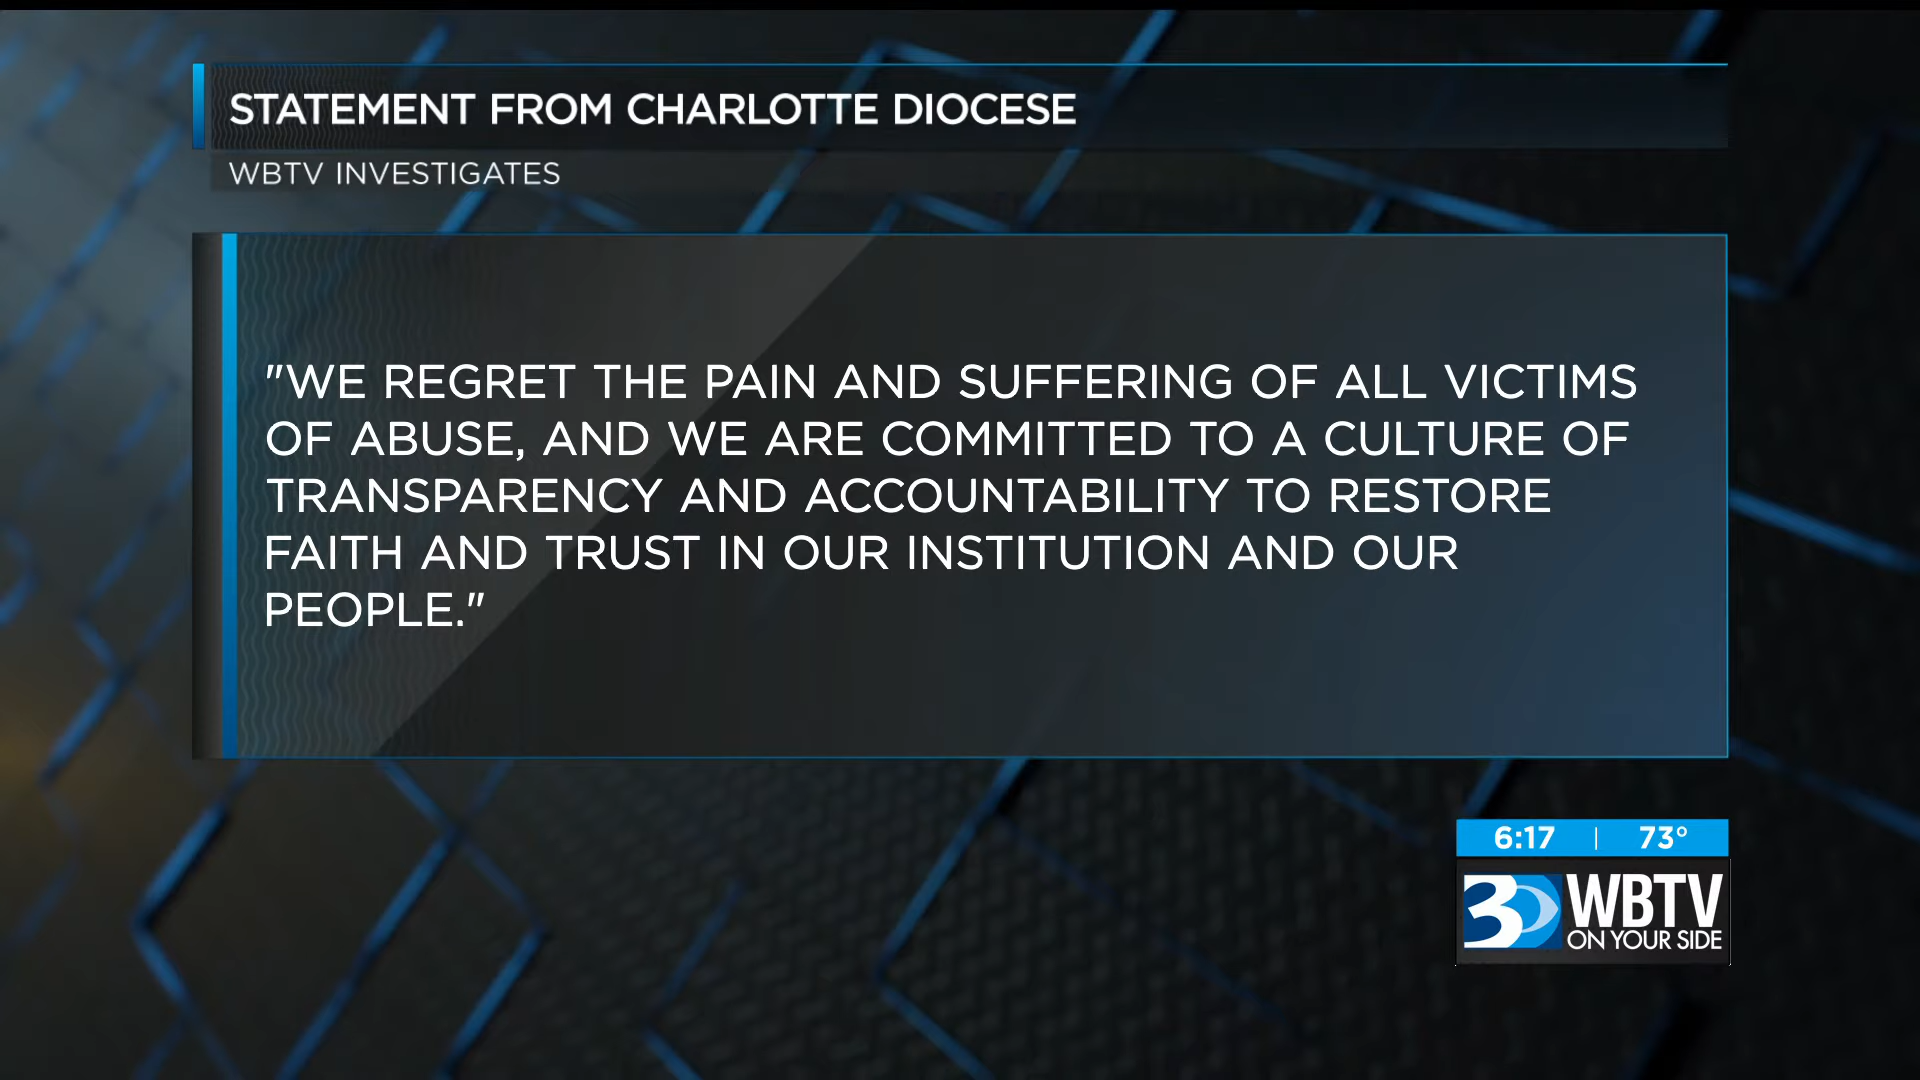 STATEMENT FROM CHARLOTTE DIOCESE
WBTV INVESTIGATES
"WE REGRET THE PAIN AND SUFFERING OF ALL VICTIMS
OF ABUSE, AND WE ARE COMMITTED TO A CULTURE OF
TRANSPARENCY AND ACCOUNTABILITY TO RESTORE
FAITH AND TRUST IN OUR INSTITUTION AND OUR
PEOPLE."
6:17 | 73°
3 WBTV
ON YOUR SIDE